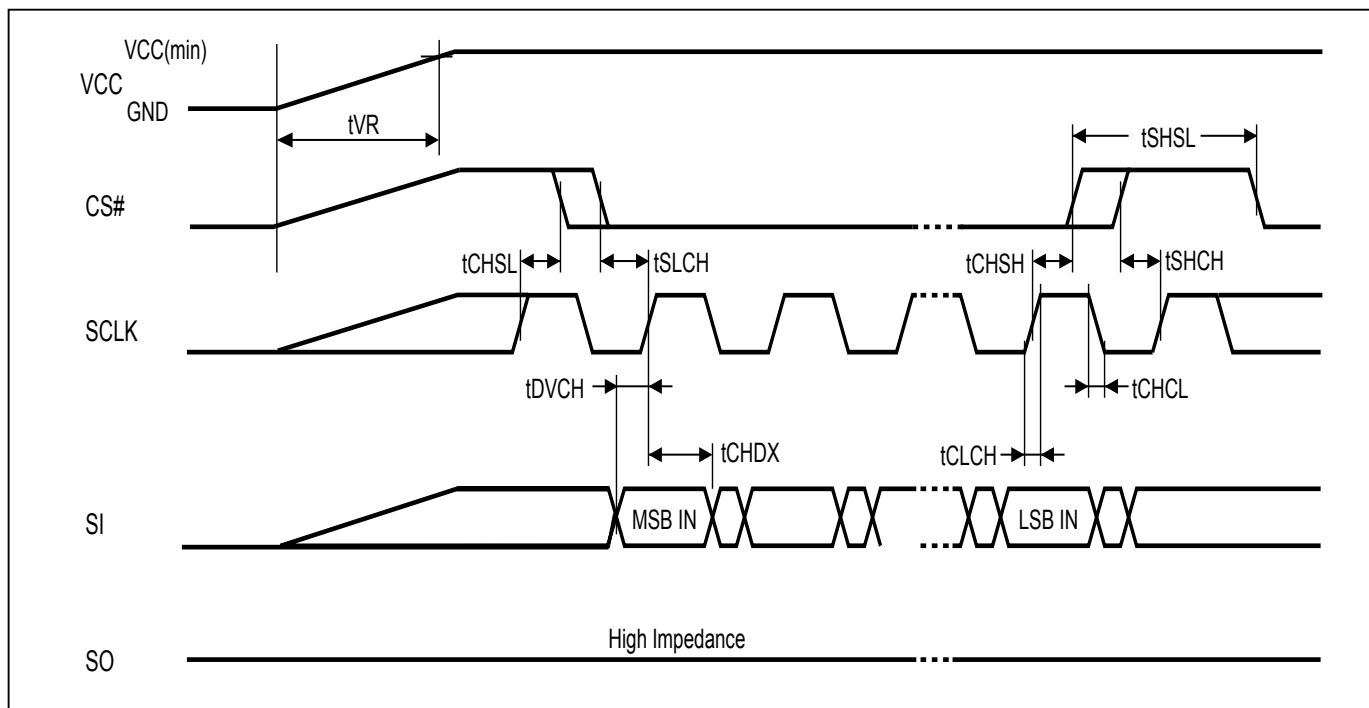 VCC(min)
VCC
GND
tVR
tSHSL
CS#
tCHSL
tSLCH
tCHSH
tSHCH
SCLK
tDVCH
tCHCL
tCHDX
tCLCH
SI
MSB IN
LSB IN
High Impedance
SO